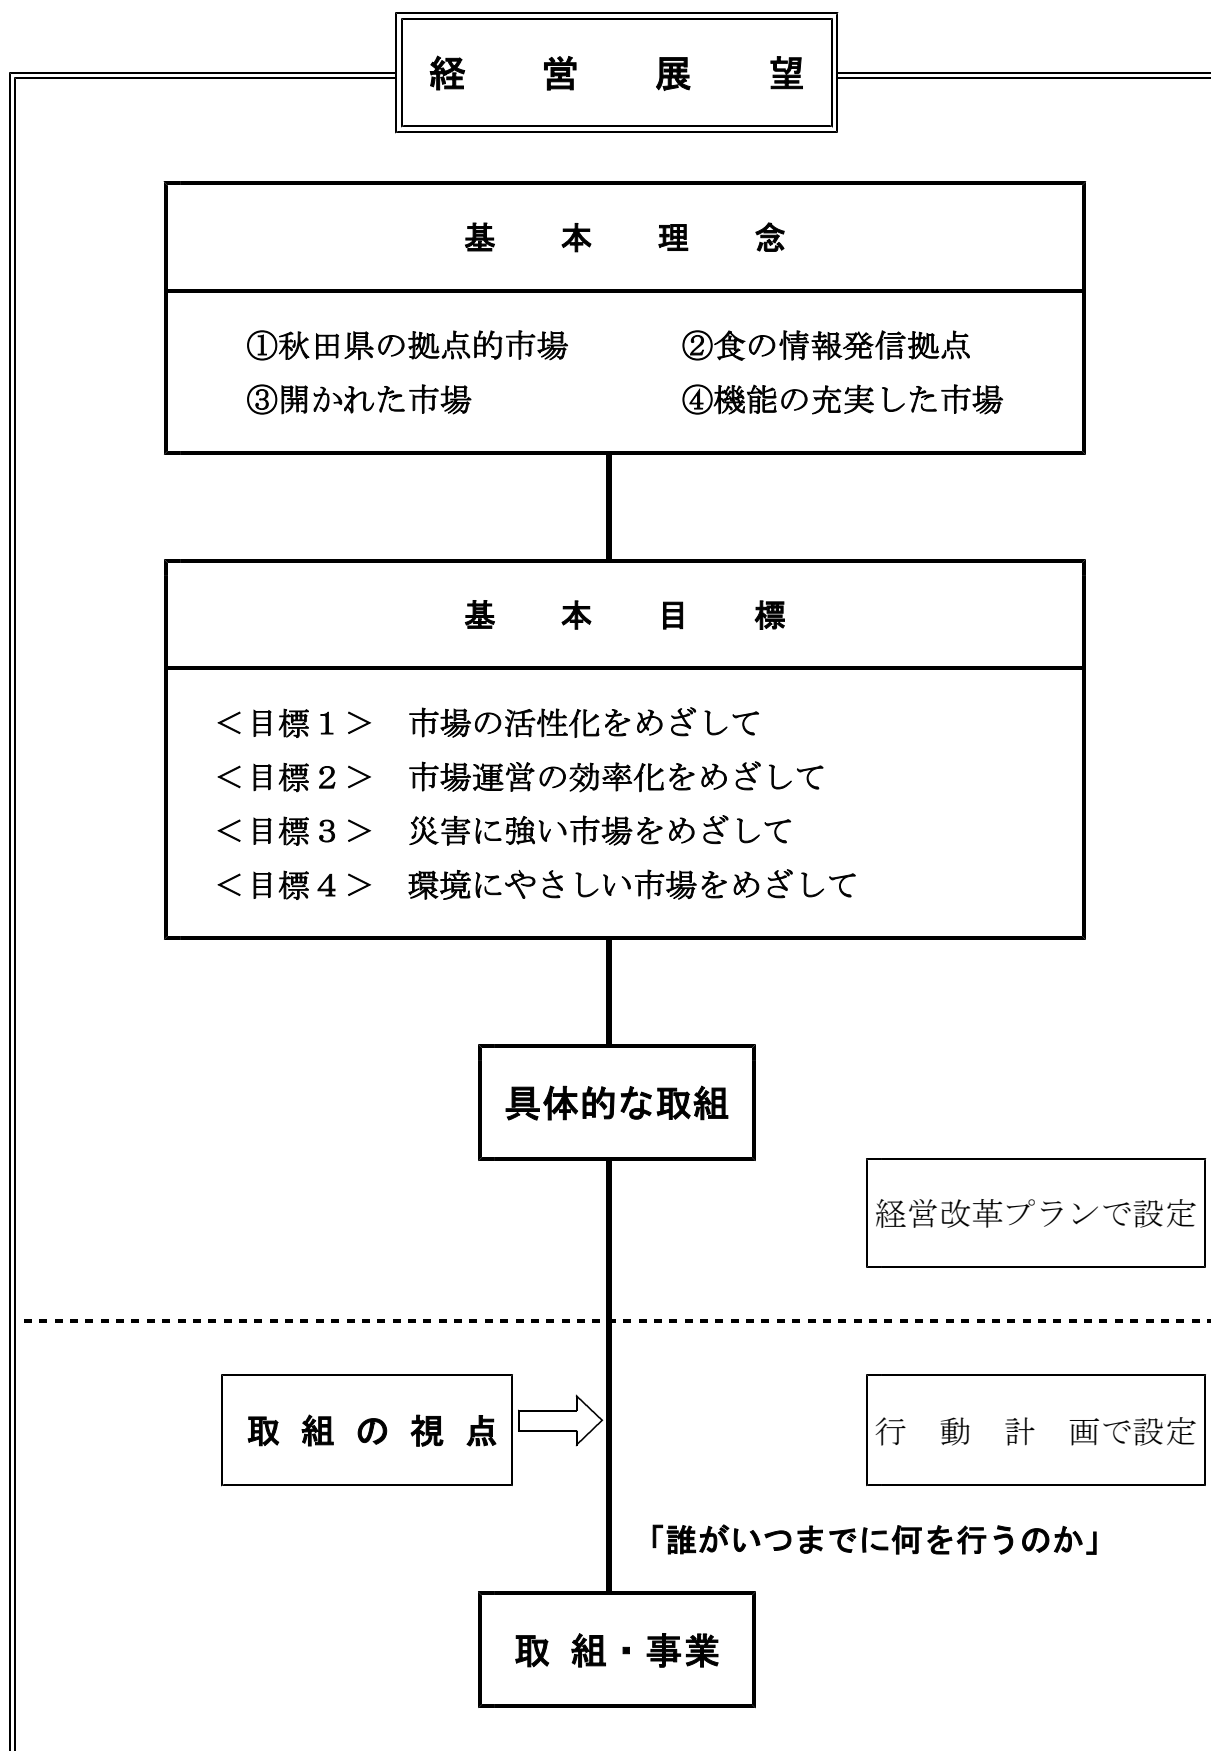 経営展望
基本理念
①秋田県の拠点的市場　②食の情報発信拠点
③開かれた市場　④機能の充実した市場
基本目標
＜目標１＞　市場の活性化をめざして
＜目標２＞　市場運営の効率化をめざして
＜目標３＞　災害に強い市場をめざして
＜目標４＞　環境にやさしい市場をめざして
具体的な取組
経営改革プランで設定
取組の視点
行動計画で設定
「誰がいつまでに何を行うのか」
取組・事業